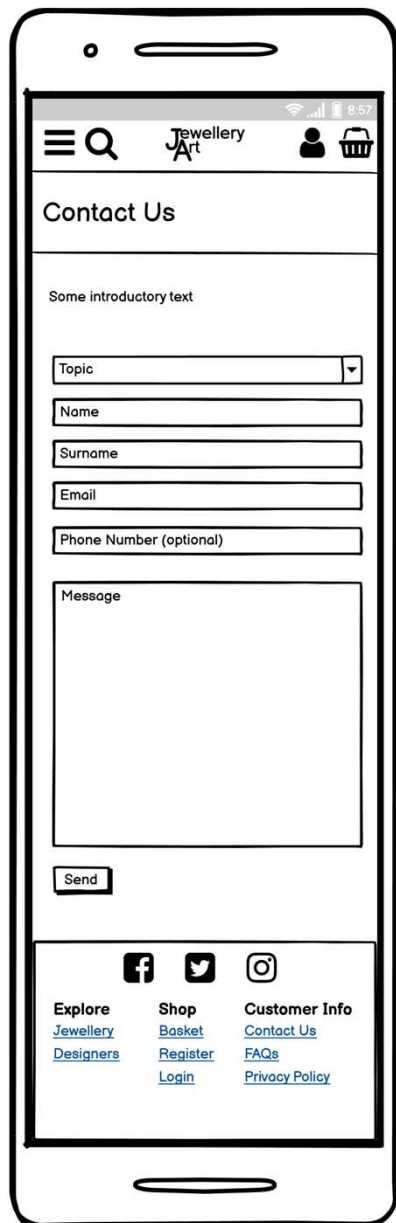 8:57
Jewellery
Art
Contact Us
Some introductory text
Topic
Name
Surname
Email
Phone Number (optional)
Message
Send
Explore Shop Customer Info
Jewellery Basket Contact Us
Designers Register FAQs
Login Privacy Policy